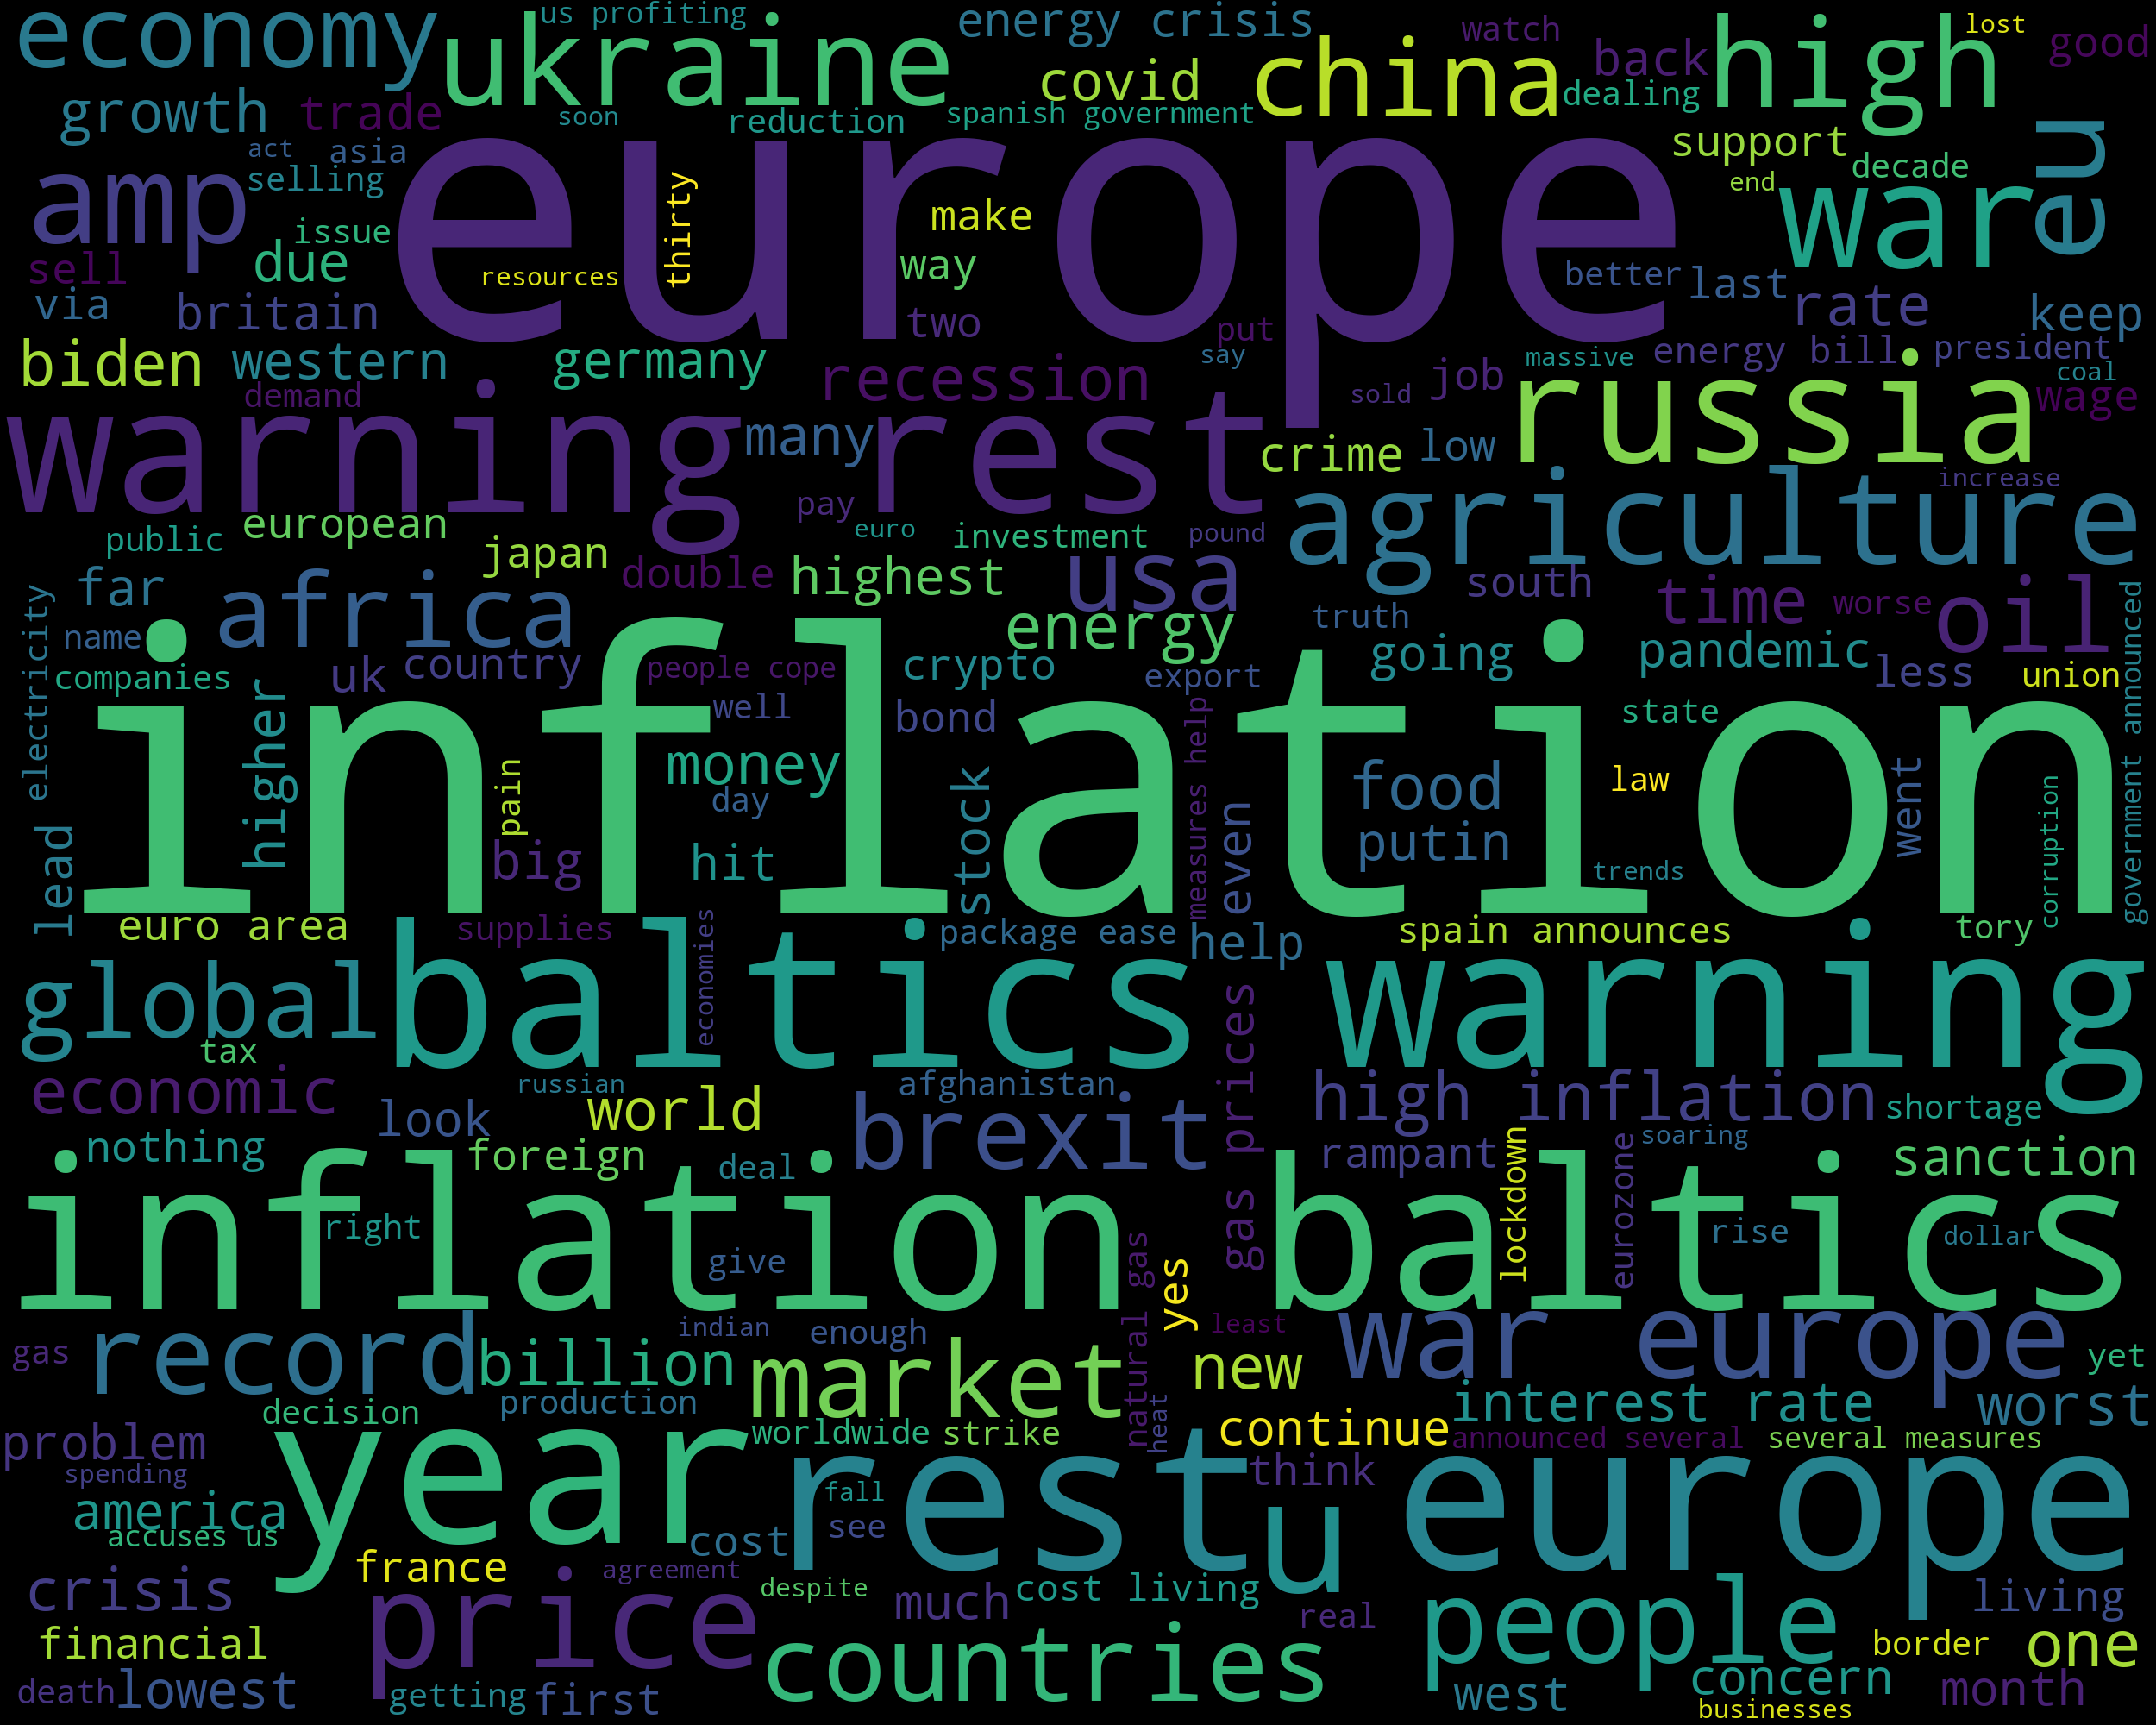 economy
us profiting
ukraine
energy crisis
covid
china
watch
back
high
lost
good
growth
trade
soon
reduction
spanish government
dealing
support
decade
eu
act
asia
selling
amp
europe
thirty
make
end
war
issue
due
sell
resources
way
better
last
via
britain
two
put
rate
keep
biden
western
germany
recession
say
massive
energy bill
president
coal
demand
sold
job
russia
wage
warning
many
rest
crime
low
agriculture
increase
pay
public
european
japan
euro
investment
pound
far
africa
double
highest
usa
south
time
worse
oil
name
energy
truth
going
pandemic
less
union
companies
uk
country
people cope
crypto
export
electricity
higher
well
bond
state
government announced
inflation
measures help
money
day
pain
stock
even
food
law
went
putin
lead
big
hit
trends
corruption
euro area
supplies
package ease
help
spain announces
tory
global
baltics
economies
warning
tax
gas prices
economic
russian
world
afghanistan
high inflation
shortage
look
brexit
soaring
nothing
foreign
deal
rampant
lockdown
eurozone
sanction
inflation
baltics
right
give
rise
dollar
natural gas
yes
record
indian
enough
least
war europe
gas
billion
market
new
yet
heat
decision
production
interest rate
worst
problem
year
worldwide
strike
continue
announced several
several measures
spending
rest
think
europe
america
fall
see
accuses us
cost
u
france
agreement
despite
crisis
price
much
cost living
real
people
living
financial
countries
border
one
death
lowest
getting
first
west
concern
month
businesses